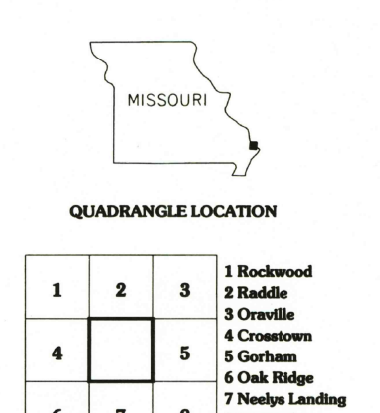 MISSOURI
QUADRANGLE LOCATION
1 2 3
4 5
1 Rockwood
2 Raddle
3 Oraville
4 Crosstown
5 Gorham
6 Oak Ridge
7 Neelys Landing